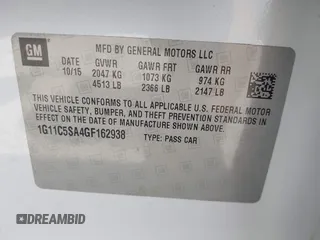 GM
MFD BY GENERAL MOTORS LLC
DATE GVWR GAWR FRT GAWR RR
10/15 2047 KG 1073 KG 974 KG
4513 LB 2366 LB 2147 LB
THIS VEHICLE CONFORMS TO ALL APPLICABLE U.S. FEDERAL MOTOR
VEHICLE SAFETY, BUMPER, AND THEFT PREVENTION STANDARDS
IN EFFECT ON THE DATE OF MANUFACTURE SHOWN ABOVE.
1G11C5SA4GF162938 TYPE: PASS CAR
DREAMBID